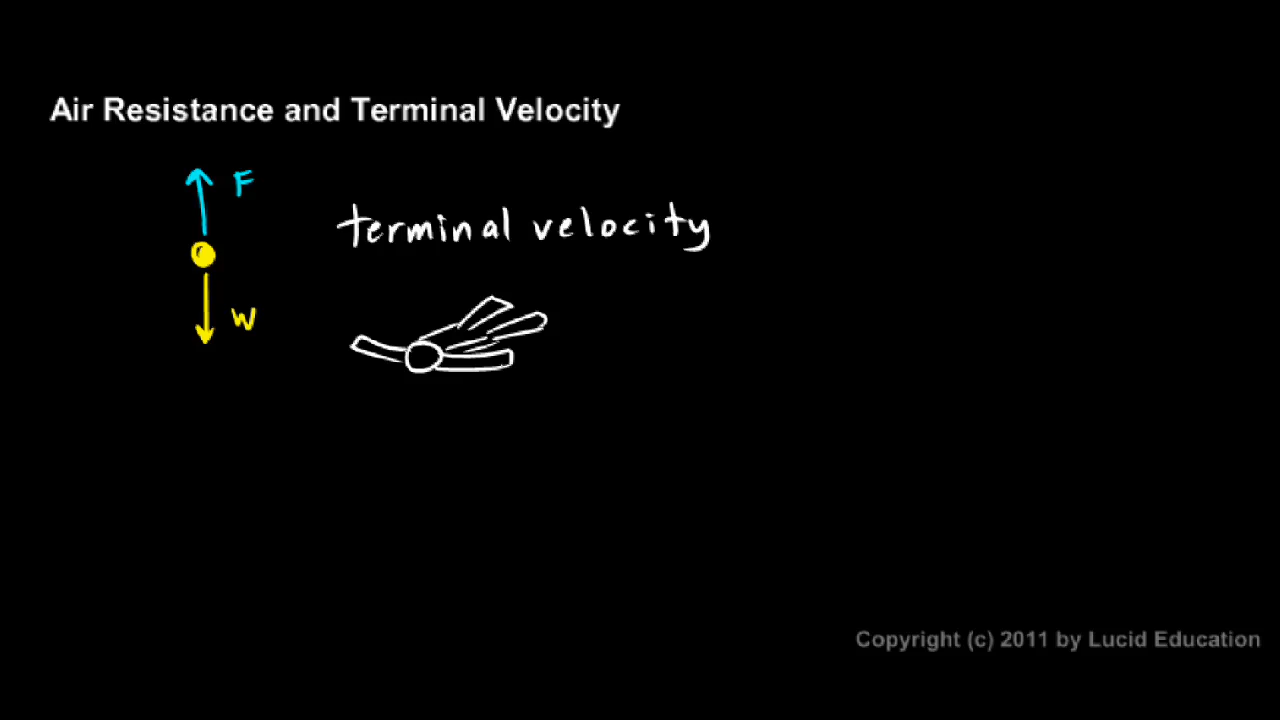 Air Resistance and Terminal Velocity
F
terminal velocity
W
Copyright (c) 2011 by Lucid Education